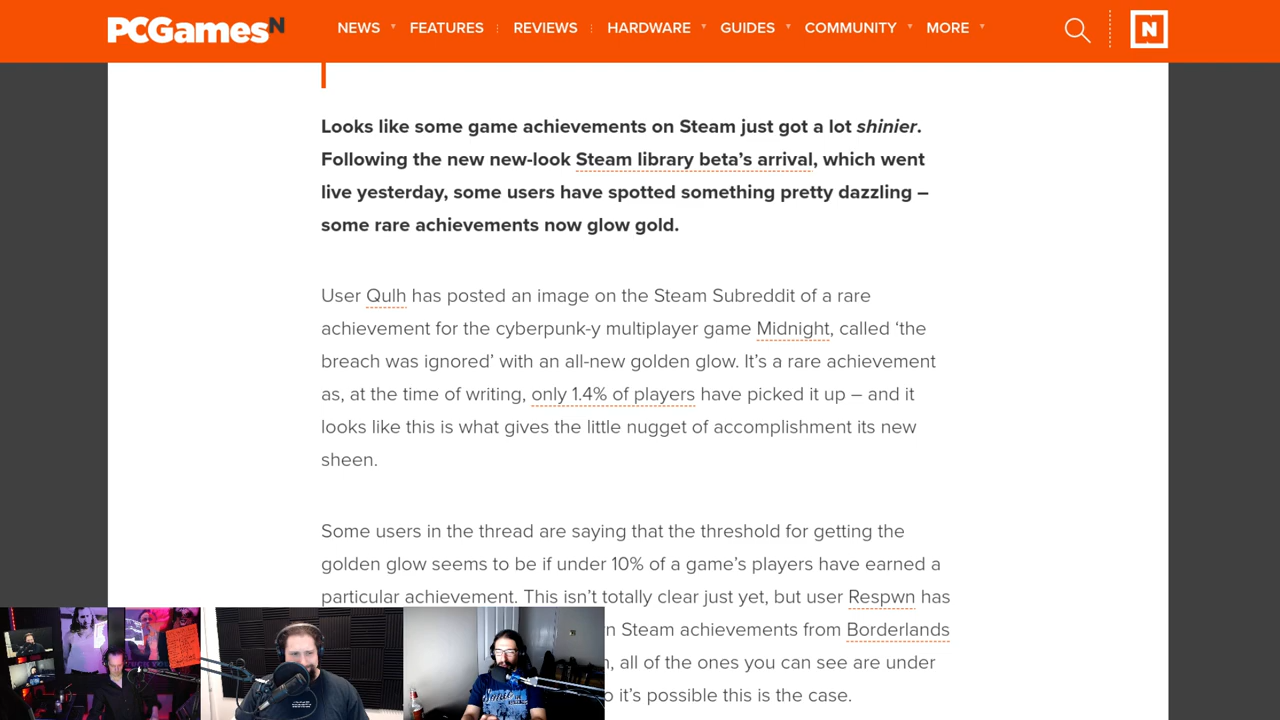 PCGamesN
NEWS FEATURES REVIEWS HARDWARE GUIDES COMMUNITY MORE
N
Looks like some game achievements on Steam just got a lot shinier.
Following the new new-look Steam library beta’s arrival, which went
live yesterday, some users have spotted something pretty dazzling –
some rare achievements now glow gold.
User Qulh has posted an image on the Steam Subreddit of a rare
achievement for the cyberpunk-y multiplayer game Midnight, called ‘the
breach was ignored’ with an all-new golden glow. It’s a rare achievement
as, at the time of writing, only 1.4% of players have picked it up – and it
looks like this is what gives the little nugget of accomplishment its new
sheen.
Some users in the thread are saying that the threshold for getting the
golden glow seems to be if under 10% of a game’s players have earned a
particular achievement. This isn’t totally clear just yet, but user Respwn has
n Steam achievements from Borderlands
, all of the ones you can see are under
o it’s possible this is the case.